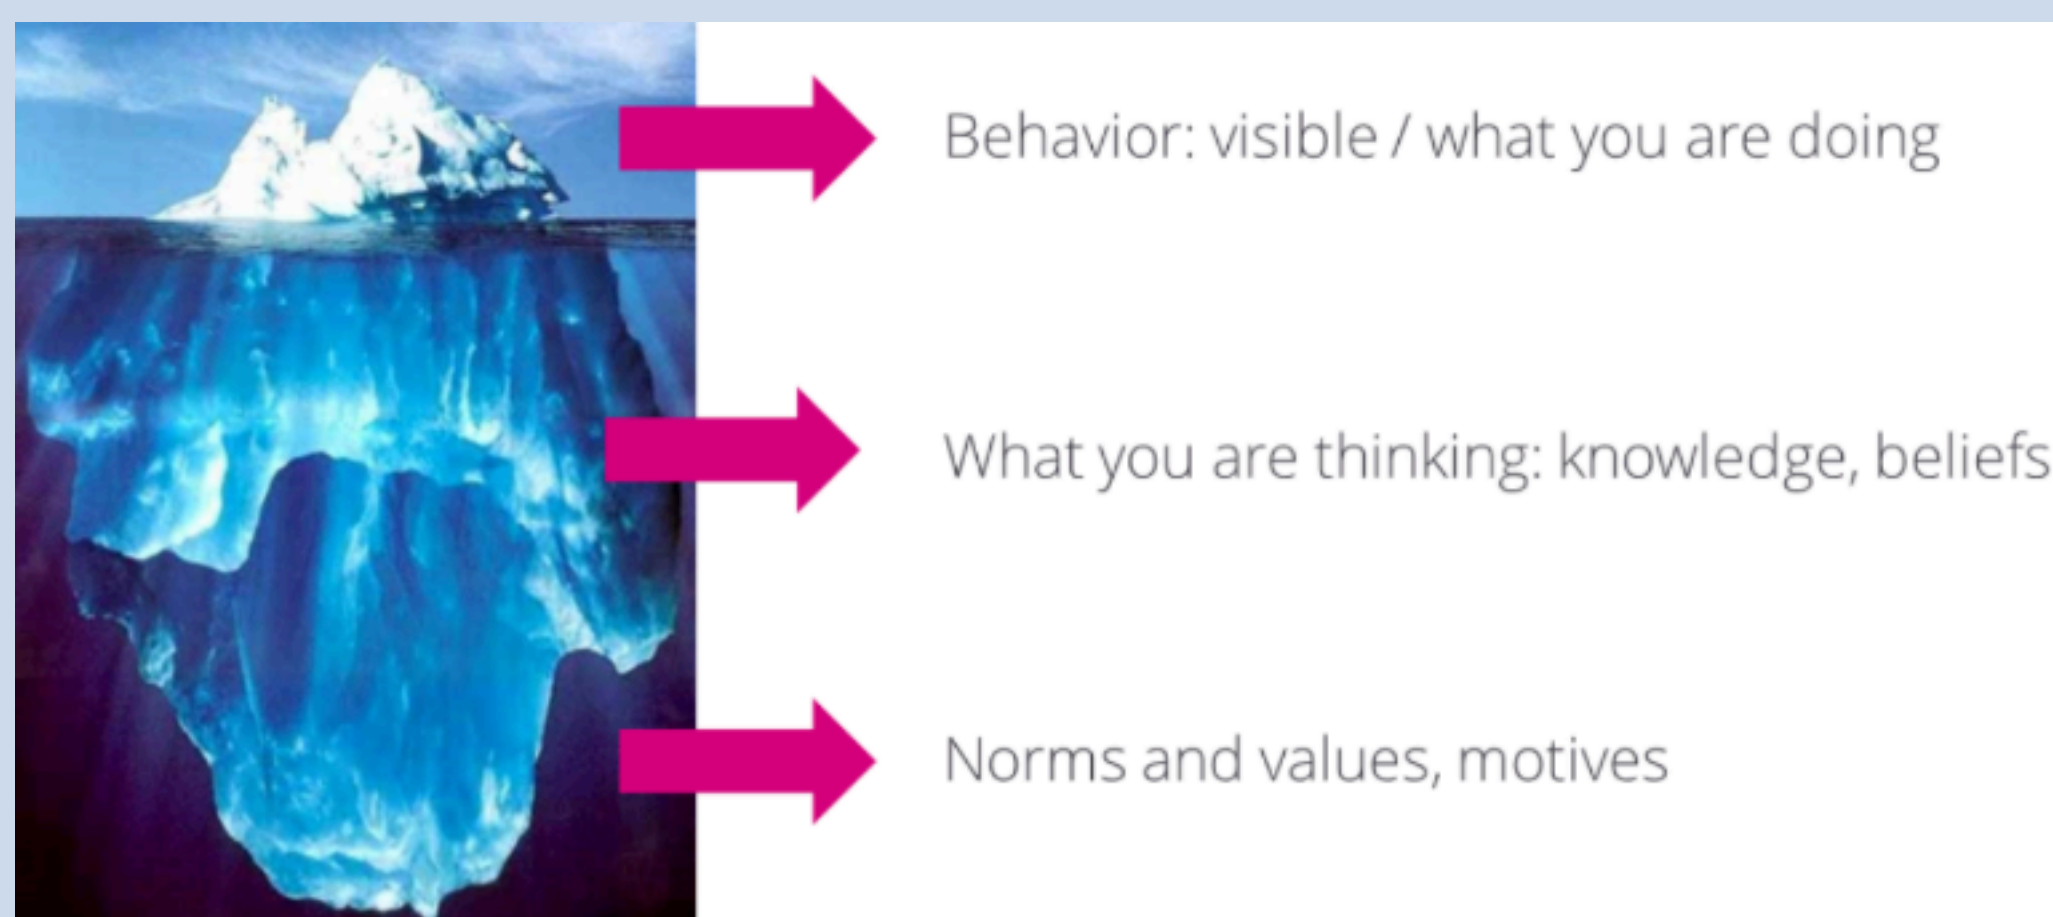 Behavior: visible / what you are doing
What you are thinking: knowledge, beliefs
Norms and values, motives